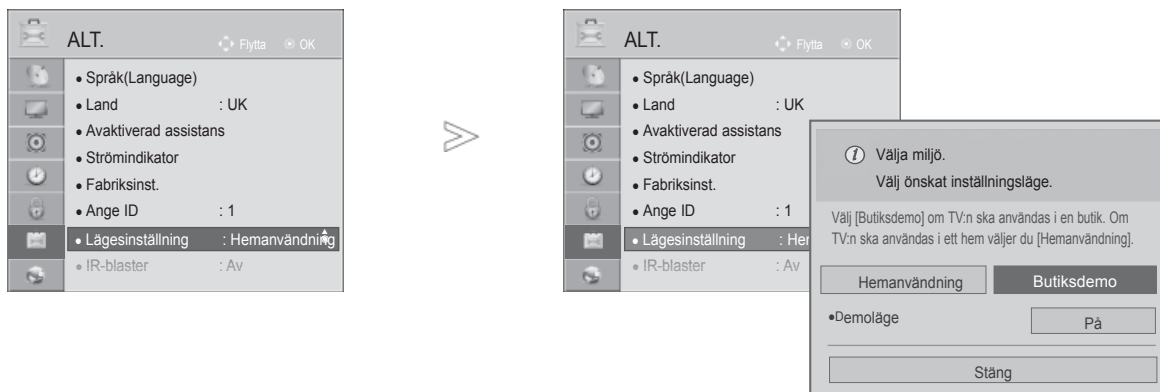 ALT.
Flytta OK
• Språk(Language)
• Land : UK
• Avaktiverad assistans
• Strömindikator
• Fabriksinst.
• Ange ID : 1
• Lägesinställning : Hemanvändning
• IR-blaster : Av
ALT.
Flytta OK
• Språk(Language)
• Land : UK
• Avaktiverad assistans
• Strömindikator
• Fabriksinst.
• Ange ID : 1
• Lägesinställning : Her
• IR-blaster : Av
i Välja miljö.
Välj önskat inställningsläge.
Välj [Butiksdemo] om TV:n ska användas i en butik. Om
TV:n ska användas i ett hem väljer du [Hemanvändning].
Hemanvändning Butiksdemo
•Demoläge På
Stäng